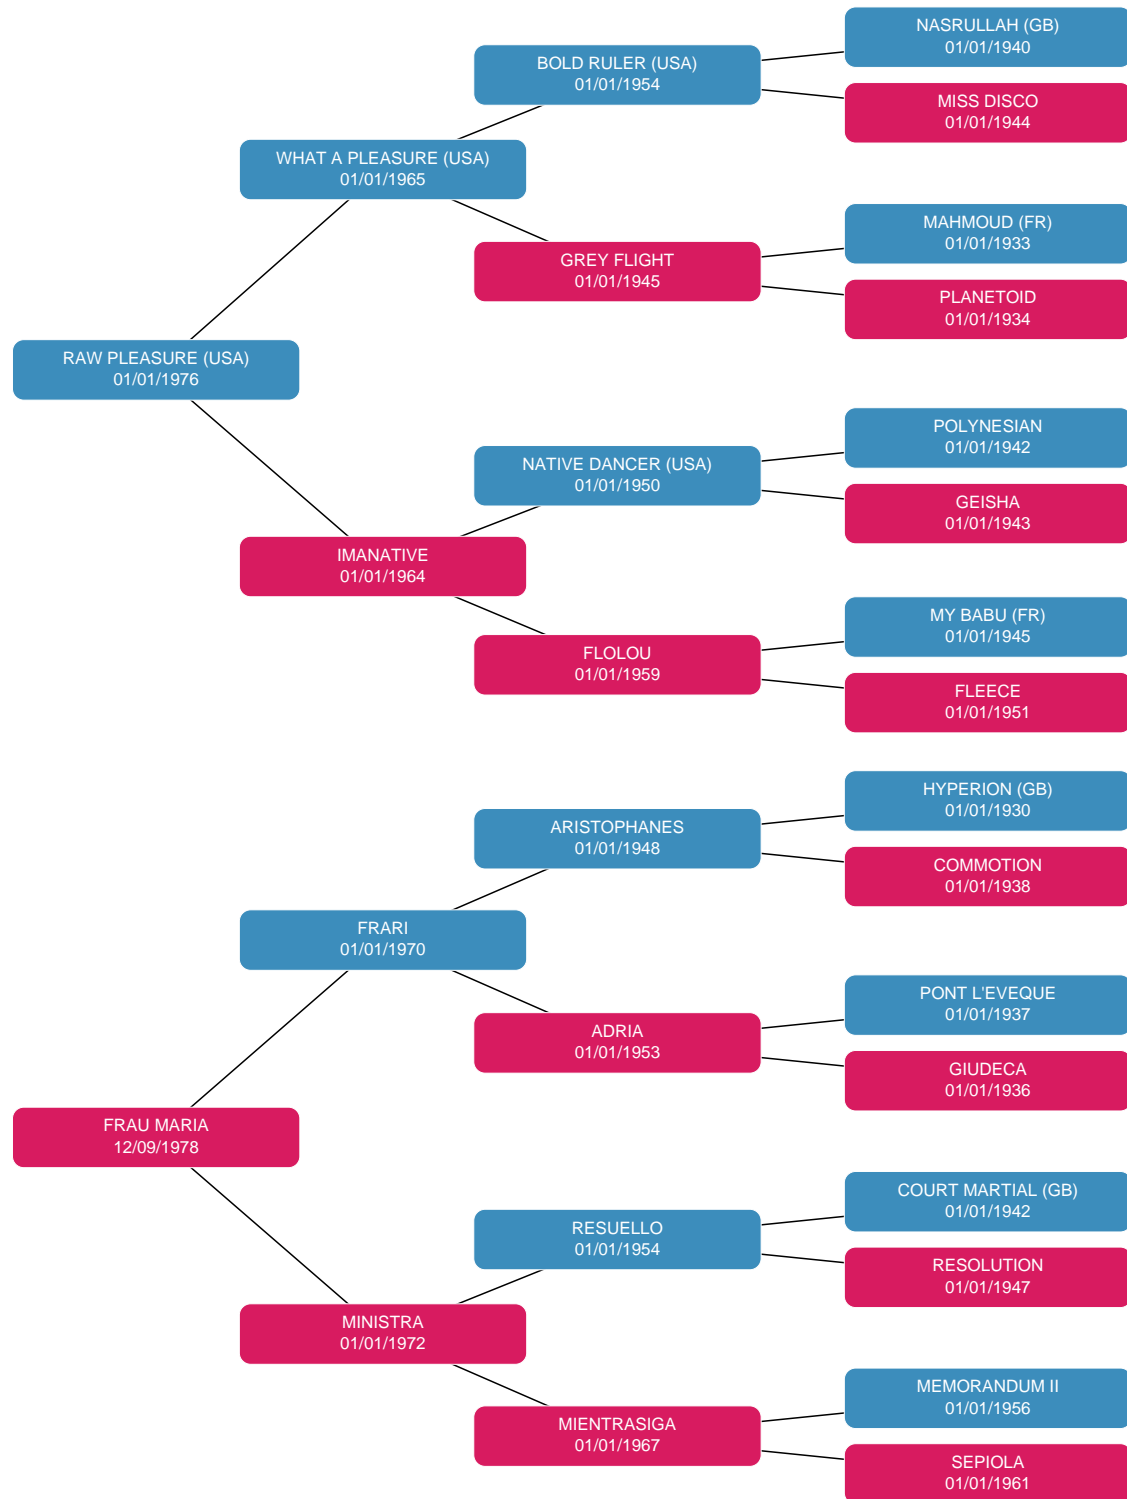 NASRULLAH (GB)
01/01/1940
BOLD RULER (USA)
01/01/1954
MISS DISCO
01/01/1944
WHAT A PLEASURE (USA)
01/01/1965
MAHMOUD (FR)
01/01/1933
GREY FLIGHT
01/01/1945
PLANETOID
01/01/1934
RAW PLEASURE (USA)
01/01/1976
POLYNESIAN
01/01/1942
NATIVE DANCER (USA)
01/01/1950
GEISHA
01/01/1943
IMANATIVE
01/01/1964
MY BABU (FR)
01/01/1945
FLOLOU
01/01/1959
FLEECE
01/01/1951
HYPERION (GB)
01/01/1930
ARISTOPHANES
01/01/1948
COMMOTION
01/01/1938
FRARI
01/01/1970
PONT L'EVEQUE
01/01/1937
ADRIA
01/01/1953
GIUDECA
01/01/1936
FRAU MARIA
12/09/1978
COURT MARTIAL (GB)
01/01/1942
RESUELLO
01/01/1954
RESOLUTION
01/01/1947
MINISTRA
01/01/1972
MEMORANDUM II
01/01/1956
MIENTRASIGA
01/01/1967
SEPIOLA
01/01/1961